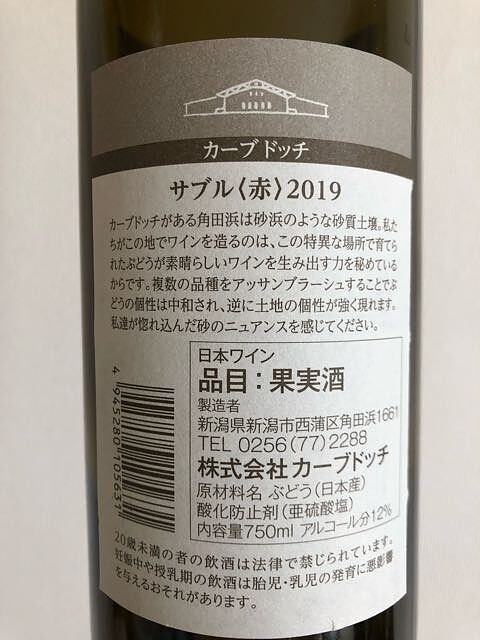 カーブドッチ
サブル〈赤〉2019
カーブドッチがある角田浜は砂浜のような砂質土壌。私た
ちがこの地でワインを造るのは、この特異な場所で育てら
れたぶどうが素晴らしいワインを生み出す力を秘めている
からです。複数の品種をアッサンブラージュすることでぶ
どうの個性は中和され、逆に土地の個性が強く現れます。
私達が惚れ込んだ砂のニュアンスを感じてください。
日本ワイン
品目：果実酒
製造者
新潟県新潟市西蒲区角田浜1661
TEL 0256(77)2288
株式会社カーブドッチ
原材料名 ぶどう(日本産)
酸化防止剤(亜硫酸塩)
内容量750ml アルコール分12%
4 945280 105631
20歳未満の者の飲酒は法律で禁じられています。
妊娠中や授乳期の飲酒は胎児・乳児の発育に悪影響
を与えるおそれがあります。